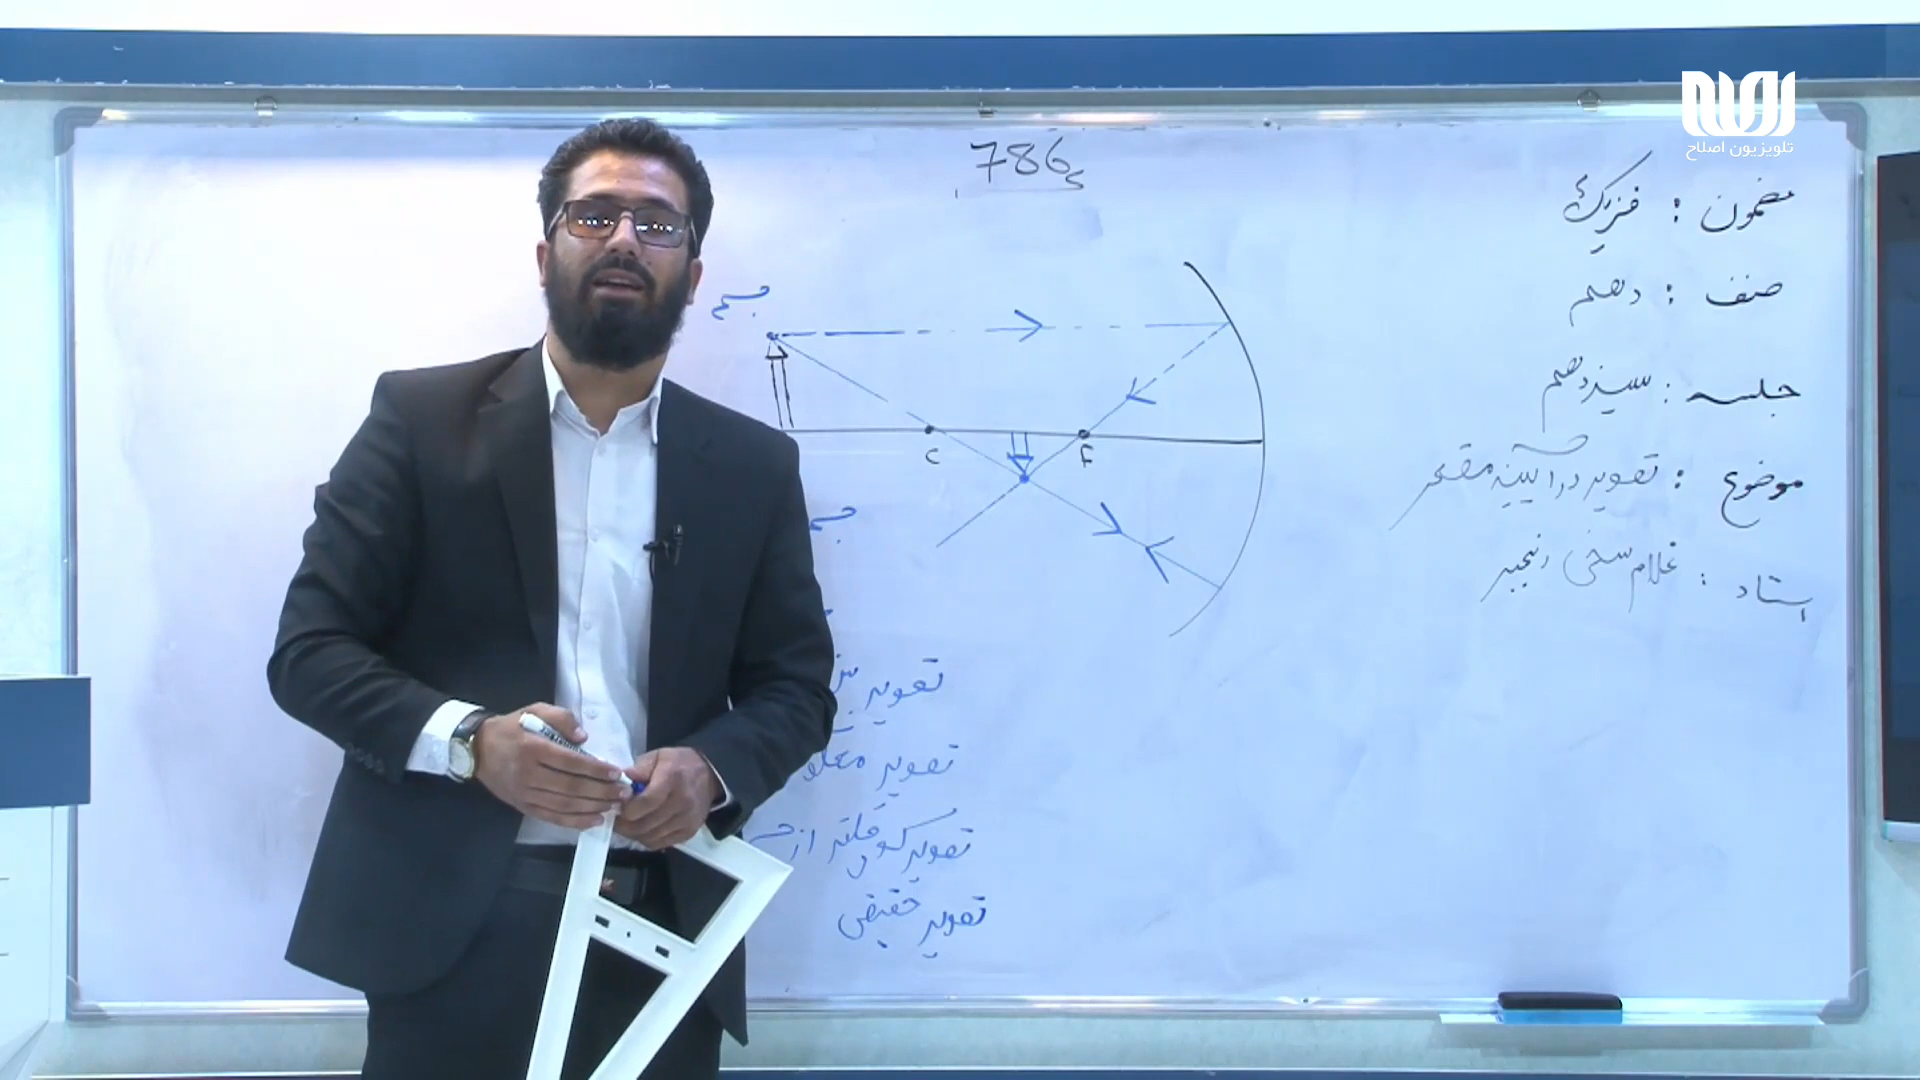 تلویزیون اصلاح
786
مضمون : فزیک
صنف : دهم
جلسه : سیزدهم
موضوع : تصویر در آیینه مقعر
استاد : غلام سخی رنجبر
جسم
C
F
جسم
تصویر
تصویر
تصویر کوچکتر از
تصویر حقیقی